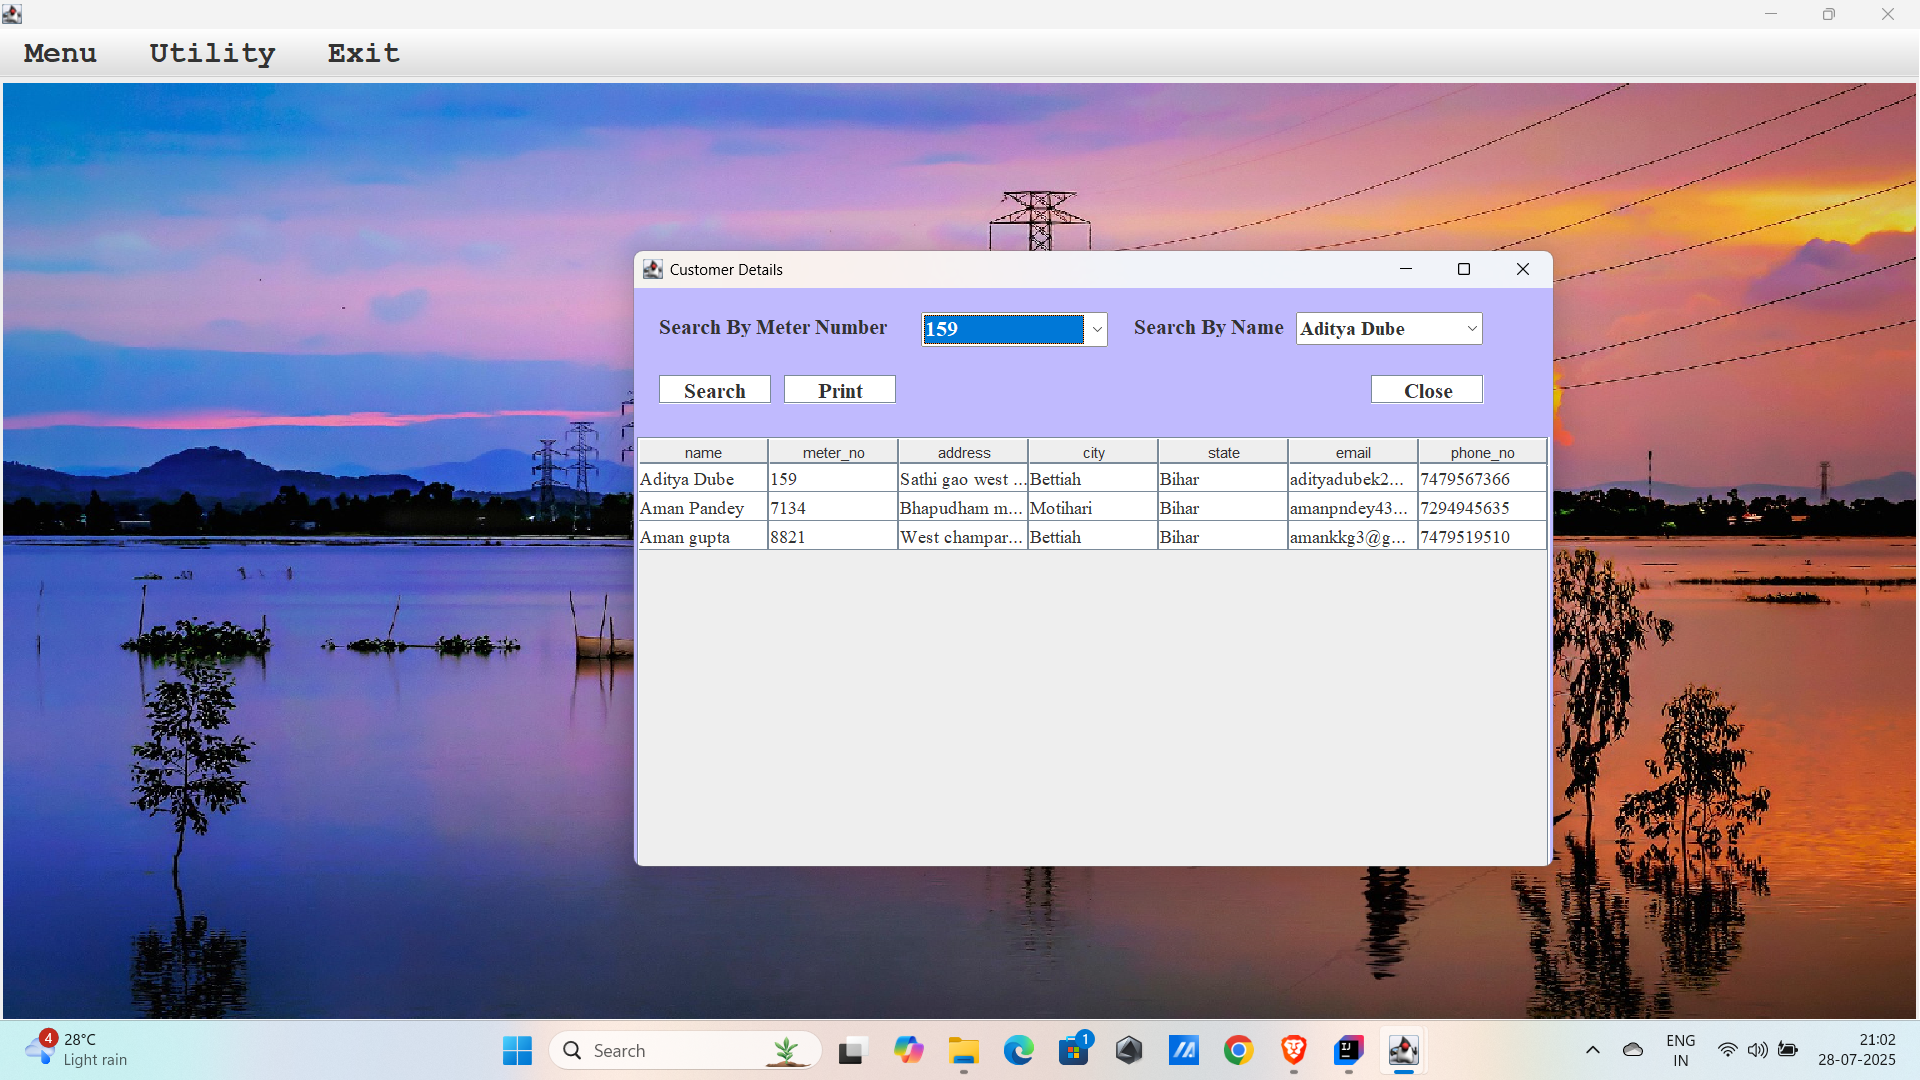 Menu Utility Exit
Customer Details
Search By Meter Number 159 Search By Name Aditya Dube
Search Print Close
name meter_no address city state email phone_no
Aditya Dube 159 Sathi gao west ... Bettiah Bihar adityadubek2... 7479567366
Aman Pandey 7134 Bhapudham m... Motihari Bihar amanpndey43... 7294945635
Aman gupta 8821 West champar... Bettiah Bihar amankkg3@g... 7479519510
4 28°C
Light rain
Search
1
IJ
ENG
IN
21:02
28-07-2025